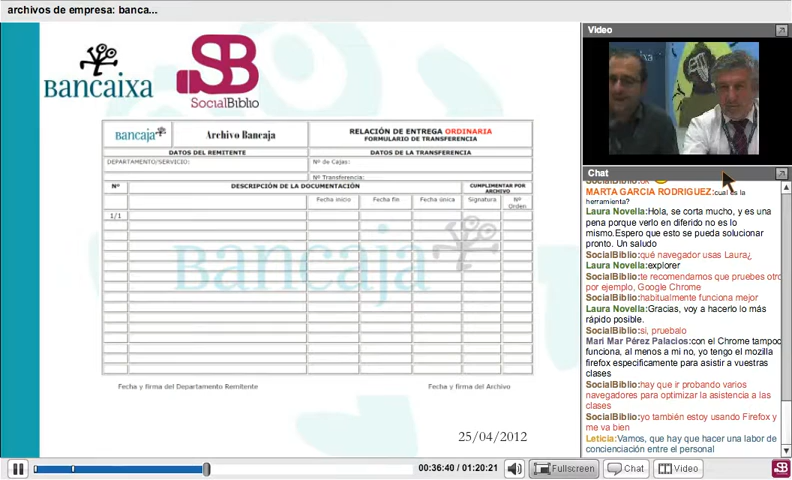 archivos de empresa: banca...
Video
BANCAIXA
SB
SocialBiblio
bancaja
Archivo Bancaja
RELACIÓN DE ENTREGA ORDINARIA
FORMULARIO DE TRANSFERENCIA
DATOS DEL REMITENTE
DATOS DE LA TRANSFERENCIA
DEPARTAMENTO/SERVICIO:
Nº de Cajas:
Nº Transferencia:
Nº
DESCRIPCIÓN DE LA DOCUMENTACIÓN
CUMPLIMENTAR POR ARCHIVO
Fecha inicio
Fecha fin
Fecha única
Signatura
Nº Orden
1/1
bancaja
Fecha y firma del Departamento Remitente
Fecha y firma del Archivo
25/04/2012
Chat
SocialBiblio:ok
MARTA GARCIA RODRIGUEZ:cual es la
herramienta?
Laura Novella:Hola, se corta mucho, y es una
pena porque verlo en diferido no es lo
mismo.Espero que esto se pueda solucionar
pronto. Un saludo
SocialBiblio:qué navegador usas Laura¿
Laura Novella:explorer
SocialBiblio:te recomendamos que pruebes otro
por ejemplo, Google Chrome
SocialBiblio:habitualmente funciona mejor
Laura Novella:Gracias, voy a hacerlo lo más
rápido posible.
SocialBiblio:si, pruebalo
Mari Mar Pérez Palacios:con el Chrome tampoc
funciona, al menos a mi no, yo tengo el mozilla
firefox especificamente para asistir a vuestras
clases
SocialBiblio:hay que ir probando varios
navegadores para optimizar la asistencia a las
clases
SocialBiblio:yo también estoy usando Firefox y
me va bien
Leticia:Vamos, que hay que hacer una labor de
concienciación entre el personal
00:36:40 / 01:20:21
Fullscreen
Chat
Video
SB